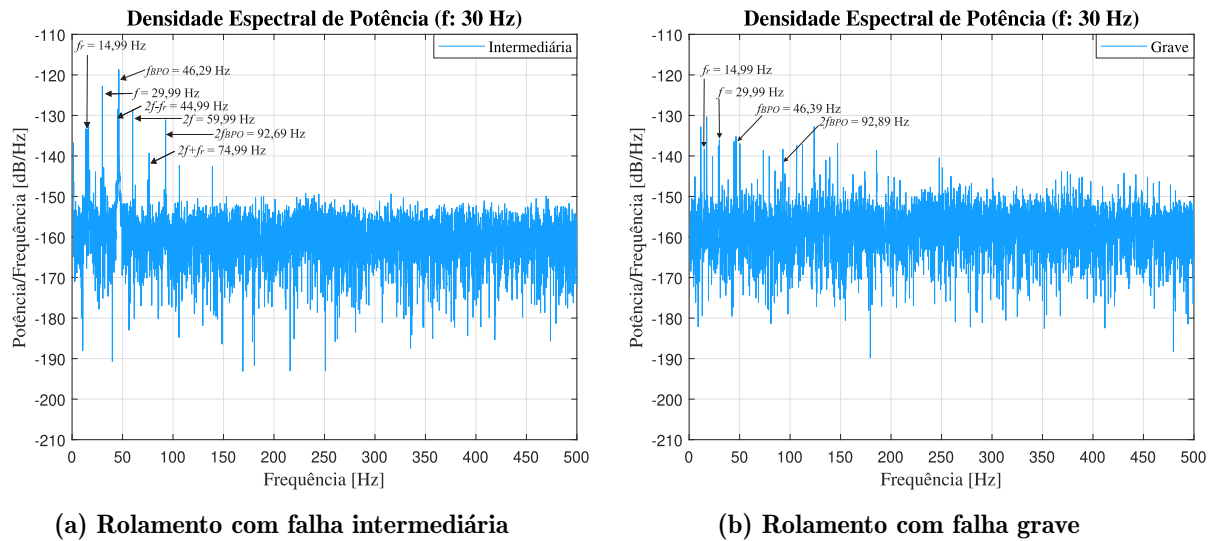 Densidade Espectral de Potência (f: 30 Hz)
-110
-120
-130
-140
-150
-160
-170
-180
-190
-200
-210
Potência/Frequência [dB/Hz]
Intermediária
fr = 14,99 Hz
fBPO = 46,29 Hz
f = 29,99 Hz
2f-fr = 44,99 Hz
2f = 59,99 Hz
2fBPO = 92,69 Hz
2f+fr = 74,99 Hz
0 50 100 150 200 250 300 350 400 450 500
Frequência [Hz]
(a) Rolamento com falha intermediária
Densidade Espectral de Potência (f: 30 Hz)
-110
-120
-130
-140
-150
-160
-170
-180
-190
-200
-210
Potência/Frequência [dB/Hz]
Grave
fr = 14,99 Hz
f = 29,99 Hz
fBPO = 46,39 Hz
2fBPO = 92,89 Hz
0 50 100 150 200 250 300 350 400 450 500
Frequência [Hz]
(b) Rolamento com falha grave